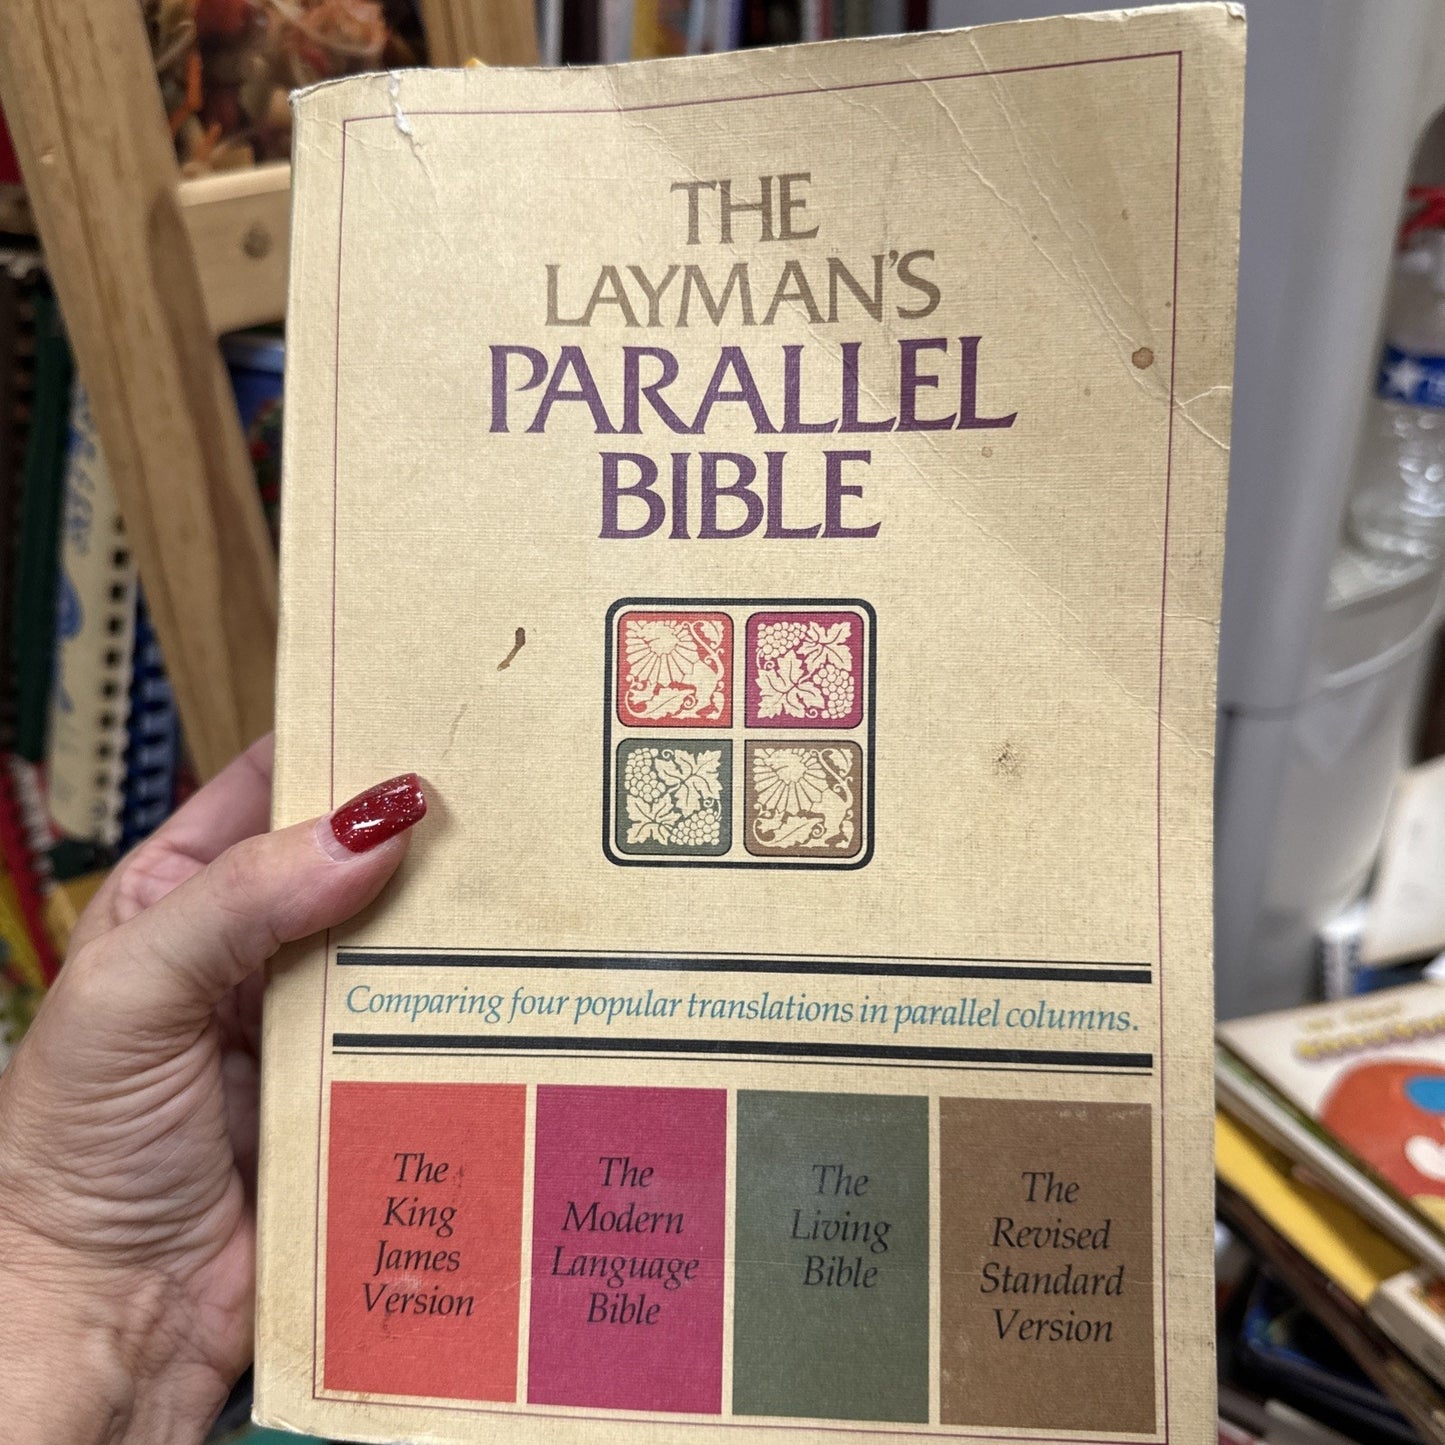 THE
LAYMAN'S
PARALLEL
BIBLE
Comparing four popular translations in parallel columns.
The
King
James
Version
The
Modern
Language
Bible
The
Living
Bible
The
Revised
Standard
Version